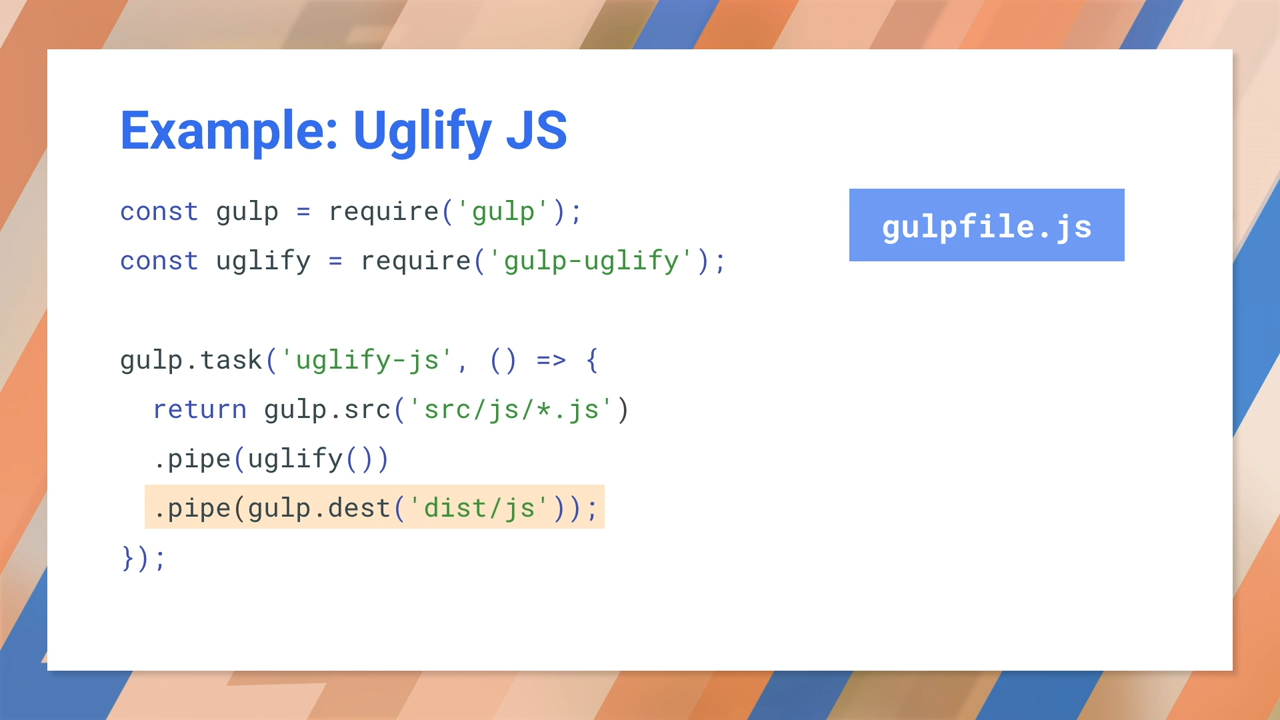 Example: Uglify JS
gulpfile.js
const gulp = require('gulp');
const uglify = require('gulp-uglify');
gulp.task('uglify-js', () => {
  return gulp.src('src/js/*.js')
  .pipe(uglify())
  .pipe(gulp.dest('dist/js'));
});